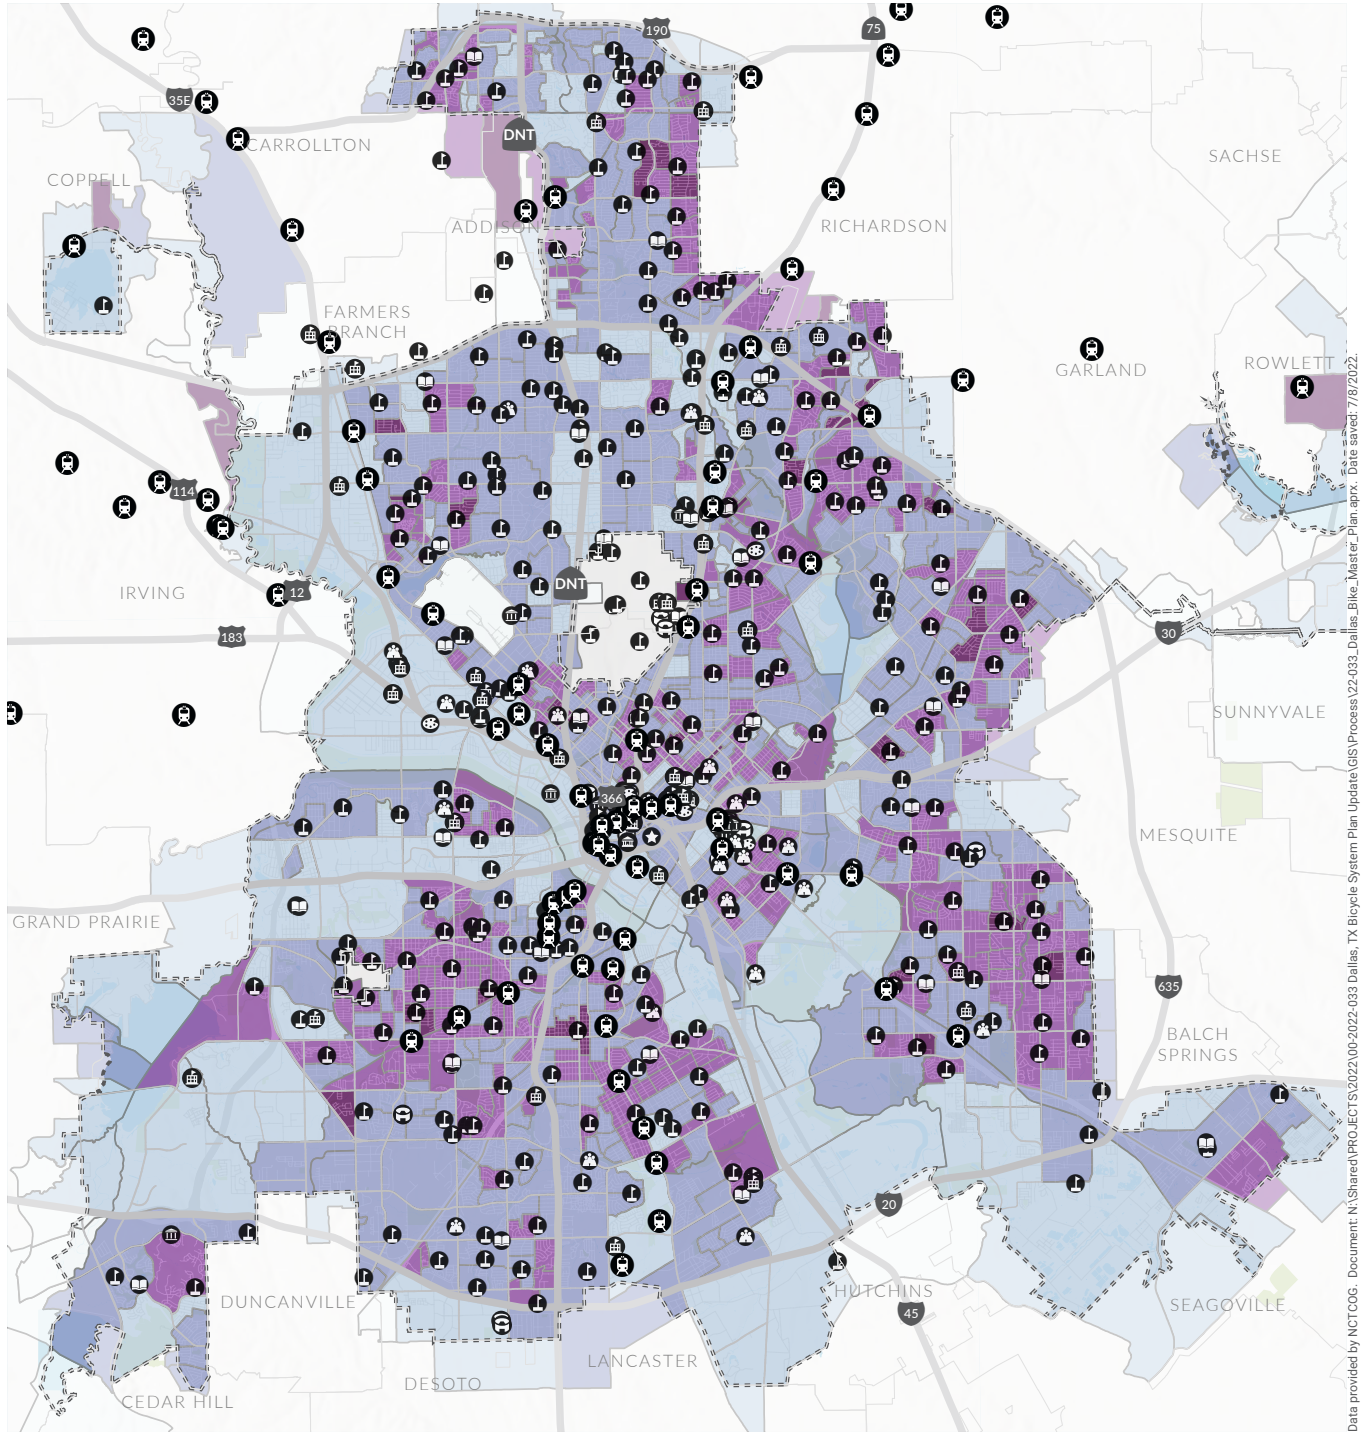 190
75
35E
CARROLLTON
DNT
SACHSE
COPPELL
ADDISON
RICHARDSON
FARMERS
BRANCH
GARLAND
ROWLETT
114
DNT
IRVING
12
183
30
SUNNYVALE
366
MESQUITE
GRAND PRAIRIE
635
BALCH
SPRINGS
20
HUTCHINS
45
SEAGOVILLE
DUNCANVILLE
LANCASTER
DESOTO
CEDAR HILL
Data provided by NCTCOG. Document: N:\Shared\PROJECTS\2022\00-2022-033 Dallas, TX Bicycle System Plan Update\GIS\Process\22-033_Dallas_Bike_Master_Plan.aprx. Date saved: 7/8/2022.